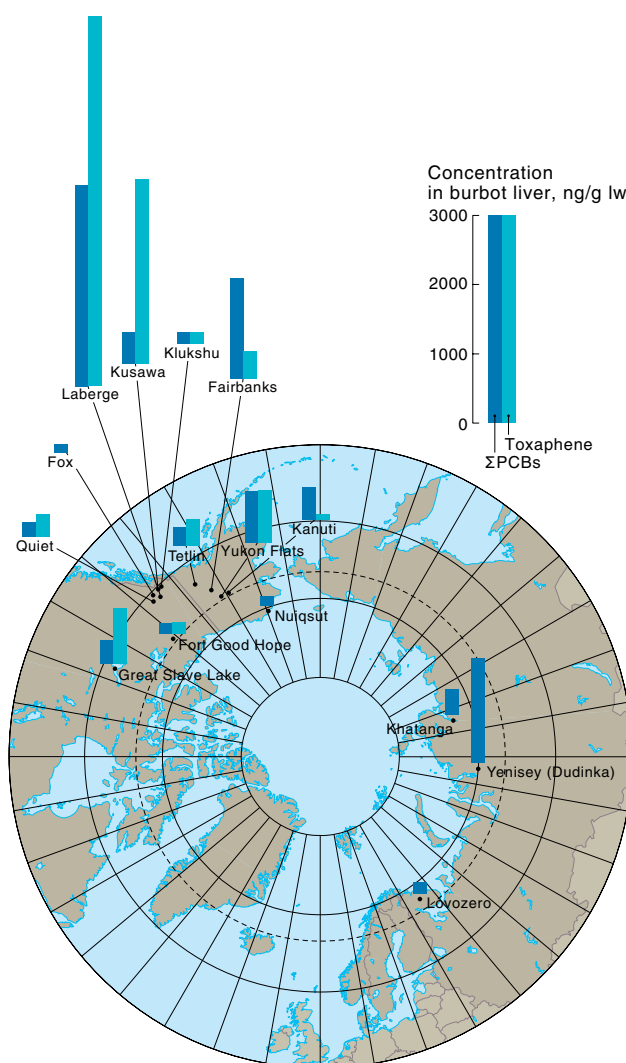 Concentration
in burbot liver, ng/g lw
3000
2000
1000
0
Toxaphene
ΣPCBs
Klukshu
Kusawa
Fairbanks
Laberge
Fox
Quiet
Tetlin
Yukon Flats
Kanuti
Nuiqsut
Fort Good Hope
Great Slave Lake
Khatanga
Yenisey (Dudinka)
Lovozero